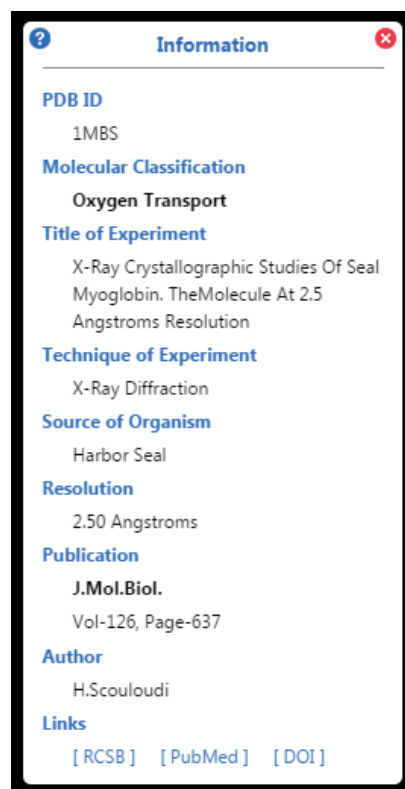 Information
PDB ID
1MBS
Molecular Classification
Oxygen Transport
Title of Experiment
X-Ray Crystallographic Studies Of Seal
Myoglobin. TheMolecule At 2.5
Angstroms Resolution
Technique of Experiment
X-Ray Diffraction
Source of Organism
Harbor Seal
Resolution
2.50 Angstroms
Publication
J.Mol.Biol.
Vol-126, Page-637
Author
H.Scouloudi
Links
[ RCSB ] [ PubMed ] [ DOI ]